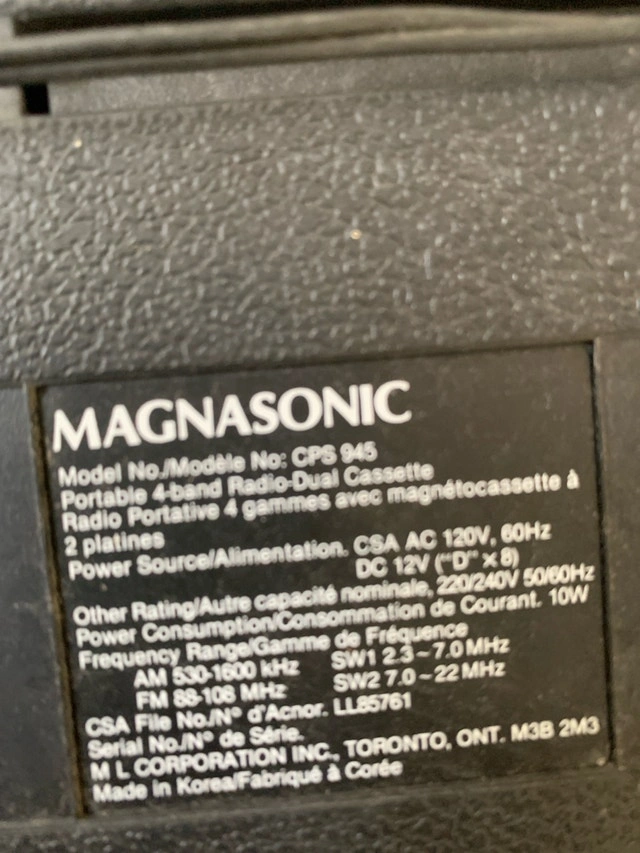 MAGNASONIC
Model No./Modèle No: CPS 945
Portable 4-band Radio-Dual Cassette
Radio Portative 4 gammes avec magnétocassette à
2 platines
Power Source/Alimentation. CSA AC 120V, 60Hz
DC 12V ("D" × 8)
Other Rating/Autre capacité nominale, 220/240V 50/60Hz
Power Consumption/Consommation de Courant. 10W
Frequency Range/Gamme de Fréquence
AM 530-1600 kHz SW1 2.3~7.0 MHz
FM 88-108 MHz SW2 7.0~22 MHz
CSA File No./Nº d'Acnor. LL85761
Serial No./Nº de Série.
M L CORPORATION INC., TORONTO, ONT. M3B 2M3
Made in Korea/Fabriqué à Corée